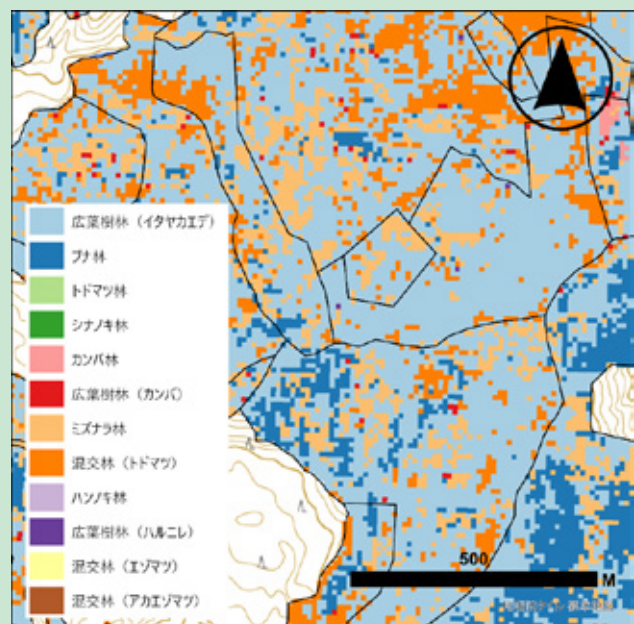 広葉樹林（イタヤカエデ）
ブナ林
トドマツ林
シナノキ林
カンバ林
広葉樹林（カンバ）
ミズナラ林
混交林（トドマツ）
ハンノキ林
広葉樹林（ハルニレ）
混交林（エゾマツ）
混交林（アカエゾマツ）
500
M